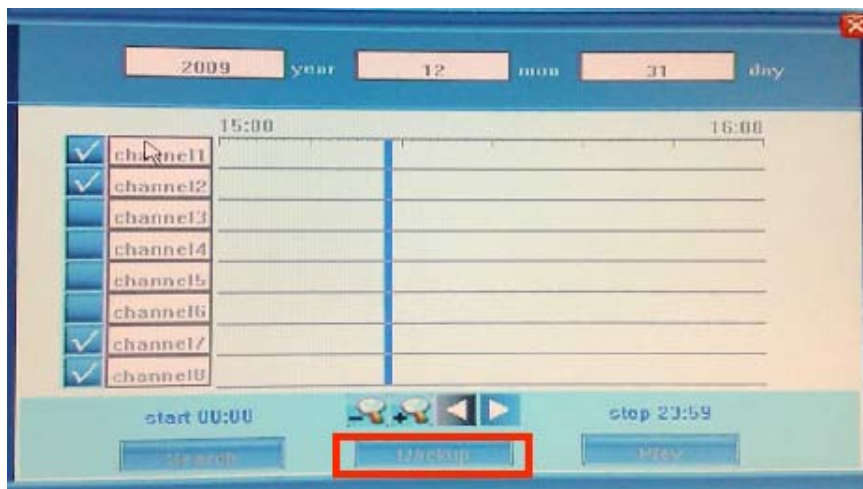 2009 year 12 mon 31 day
15:00 16:00
channel1
channel2
channel3
channel4
channel5
channel6
channel7
channel8
start 00:00 stop 23:59
Search Backup Play